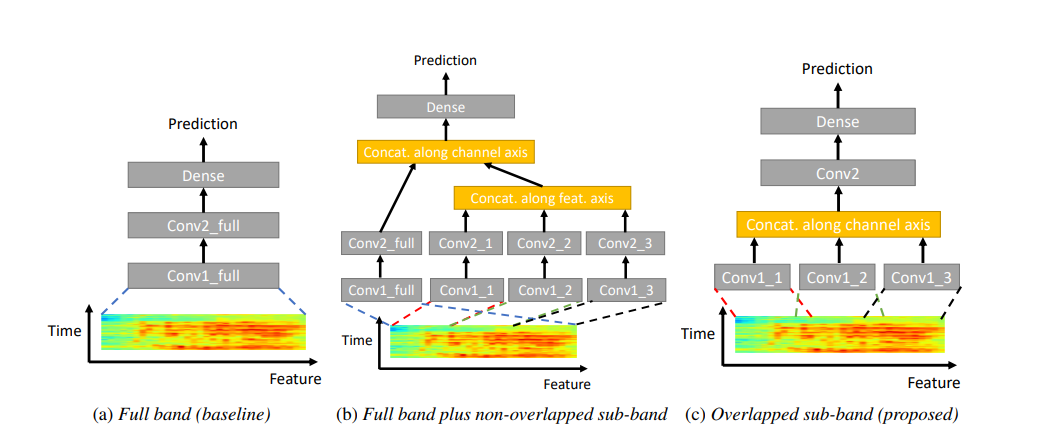 Prediction
Dense
Conv2_full
Conv1_full
Time
Feature
(a) Full band (baseline)
Prediction
Dense
Concat. along channel axis
Concat. along feat. axis
Conv2_full Conv2_1 Conv2_2 Conv2_3
Conv1_full Conv1_1 Conv1_2 Conv1_3
Time
Feature
(b) Full band plus non-overlapped sub-band
Prediction
Dense
Conv2
Concat. along channel axis
Conv1_1 Conv1_2 Conv1_3
Time
Feature
(c) Overlapped sub-band (proposed)